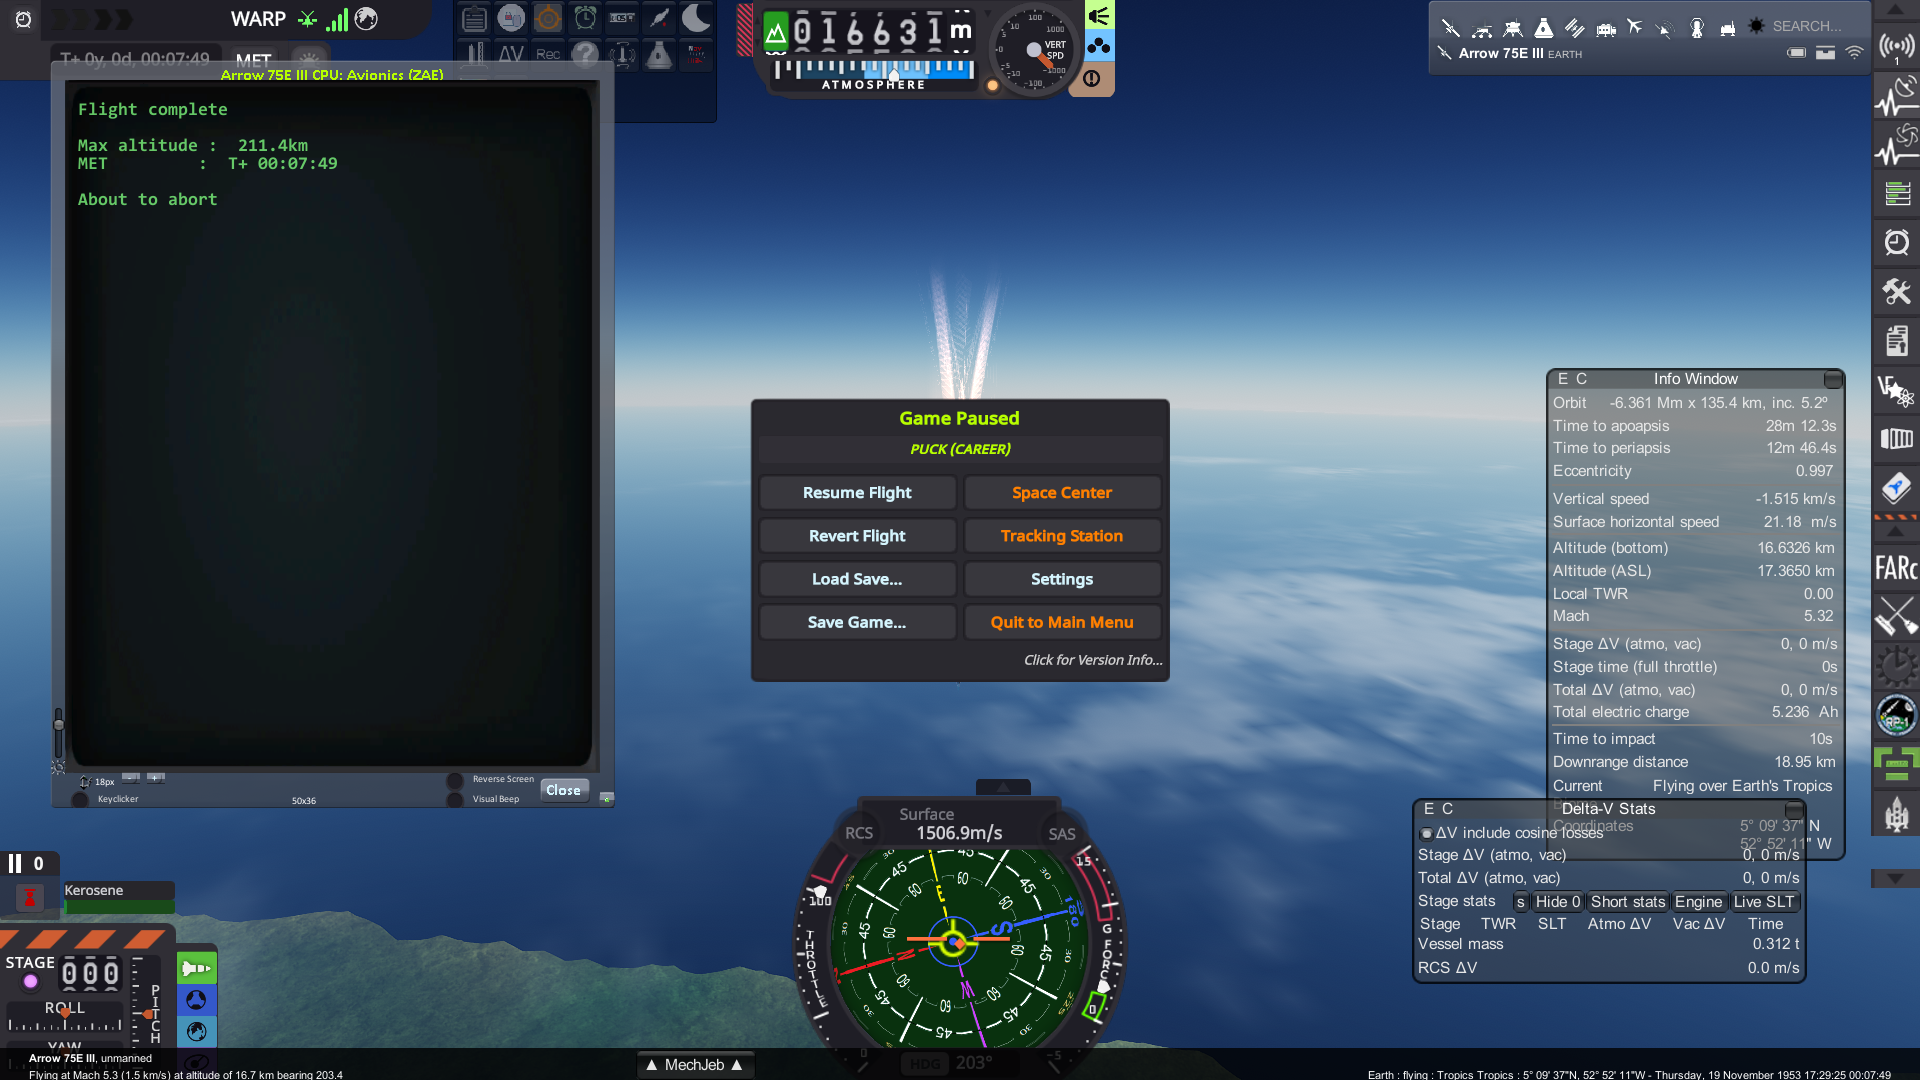 WARP
T+ 0y, 0d, 00:07:49
MET
Arrow 75E III CPU: Avionics (ZAE)
Flight complete
Max altitude : 211.4km
MET : T+ 00:07:49
About to abort
18px
Keyclicker
50x36
Reverse Screen
Visual Beep
Close
ΔV
Rec
016631 m
ATMOSPHERE
VERT
SPD
SEARCH...
Arrow 75E III EARTH
1
FARc
RP-1
Game Paused
PUCK (CAREER)
Resume Flight
Space Center
Revert Flight
Tracking Station
Load Save...
Settings
Save Game...
Quit to Main Menu
Click for Version Info...
E C Info Window
Orbit -6.361 Mm x 135.4 km, inc. 5.2º
Time to apoapsis 28m 12.3s
Time to periapsis 12m 46.4s
Eccentricity 0.997
Vertical speed -1.515 km/s
Surface horizontal speed 21.18 m/s
Altitude (bottom) 16.6326 km
Altitude (ASL) 17.3650 km
Local TWR 0.00
Mach 5.32
Stage ΔV (atmo, vac) 0, 0 m/s
Stage time (full throttle) 0s
Total ΔV (atmo, vac) 0, 0 m/s
Total electric charge 5.236 Ah
Time to impact 10s
Downrange distance 18.95 km
Current Flying over Earth's Tropics
Coordinates 5° 09' 37" N
52° 52' 11" W
E C Delta-V Stats
ΔV include cosine losses
Stage ΔV (atmo, vac) 0, 0 m/s
Total ΔV (atmo, vac) 0, 0 m/s
Stage stats s Hide 0 Short stats Engine Live SLT
Stage TWR SLT Atmo ΔV Vac ΔV Time
Vessel mass 0.312 t
RCS ΔV 0.0 m/s
0
Kerosene
STAGE 000
ROLL
PITCH
YAW
Surface
RCS 1506.9m/s SAS
100
THROTTLE
15
G FORCE
0
-5
HDG 203°
▲ MechJeb ▲
Arrow 75E III, unmanned
Flying at Mach 5.3 (1.5 km/s) at altitude of 16.7 km bearing 203.4
Earth : flying : Tropics Tropics : 5° 09' 37"N, 52° 52' 11"W - Thursday, 19 November 1953 17:29:25 00:07:49